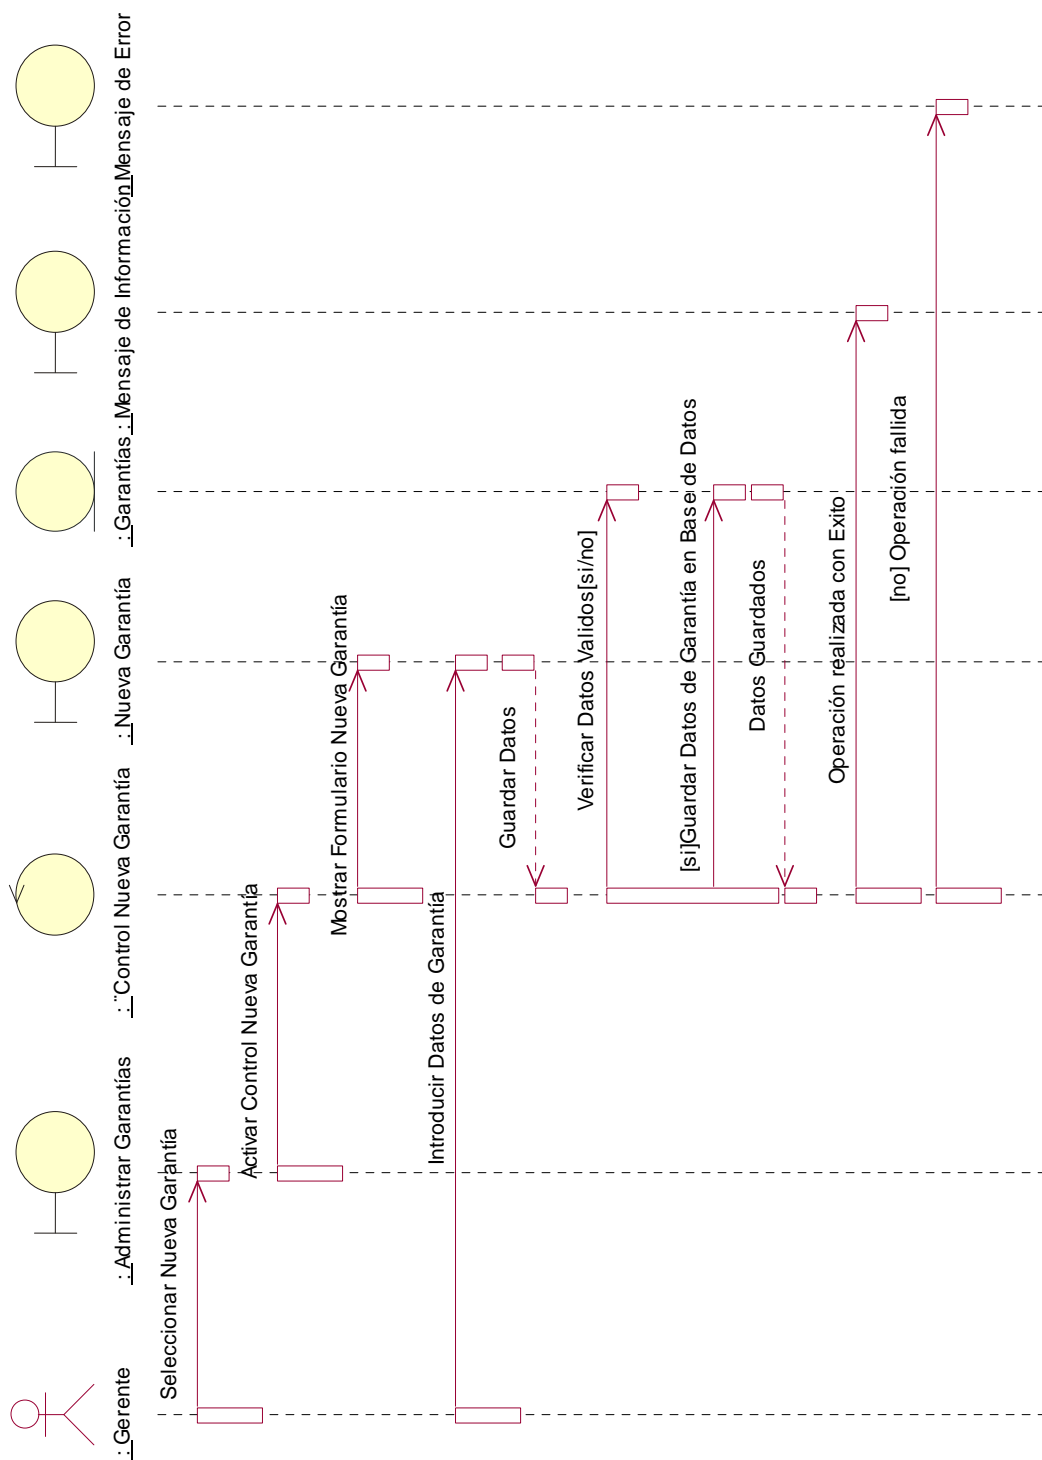 : Gerente
: Administrar Garantías
: ¨Control Nueva Garantía
: Nueva Garantía
: Garantías
: Mensaje de Información
: Mensaje de Error
Seleccionar Nueva Garantía
Activar Control Nueva Garantía
Mostrar Formulario Nueva Garantía
Introducir Datos de Garantía
Guardar Datos
Verificar Datos Validos[si/no]
[si]Guardar Datos de Garantía en Base de Datos
Datos Guardados
Operación realizada con Exito
[no] Operación fallida